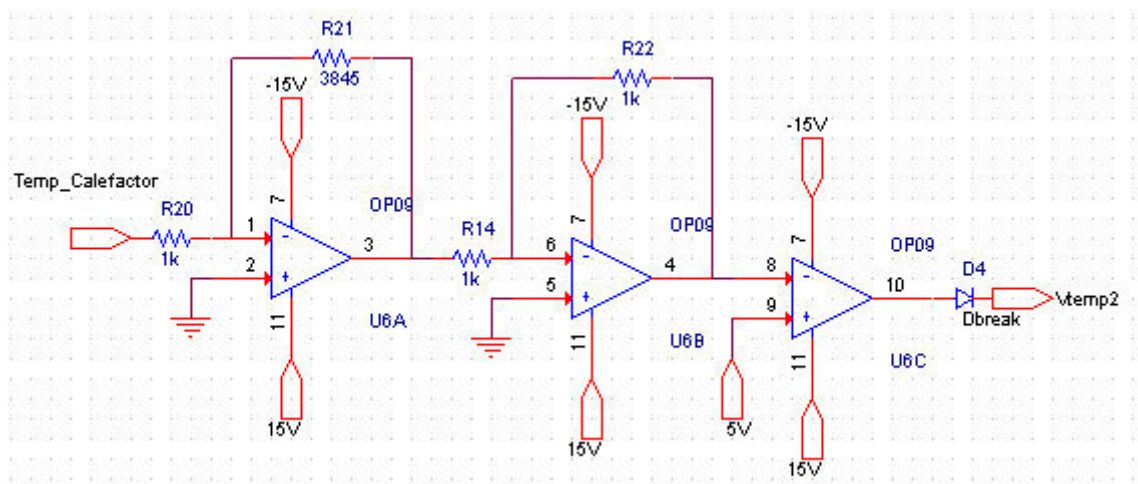 R21
3845
-15V
R22
1k
-15V
-15V
Temp_Calefactor
R20
1k
1
2
7
11
3
OP09
U6A
15V
R14
1k
6
5
7
11
4
OP09
U6B
15V
8
9
7
11
10
OP09
U6C
5V
15V
D4
Dbreak
Vtemp2
-
+
-
+
-
+